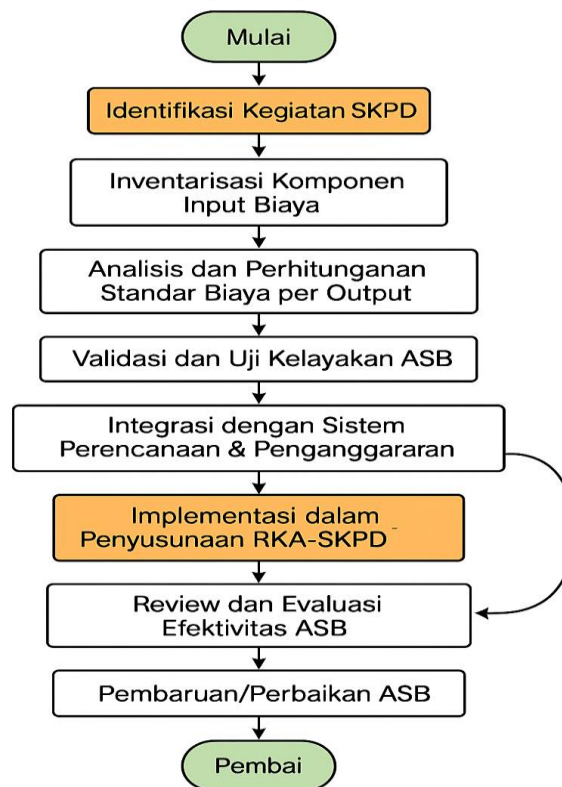 Mulai
Identifikasi Kegiatan SKPD
Inventarisasi Komponen
Input Biaya
Analisis dan Perhitunganan
Standar Biaya per Output
Validasi dan Uji Kelayakan ASB
Integrasi dengan Sistem
Perencanaan & Penganggararan
Implementasi dalam
Penyusunaan RKA-SKPD
Review dan Evaluasi
Efektivitas ASB
Pembaruan/Perbaikan ASB
Pembai